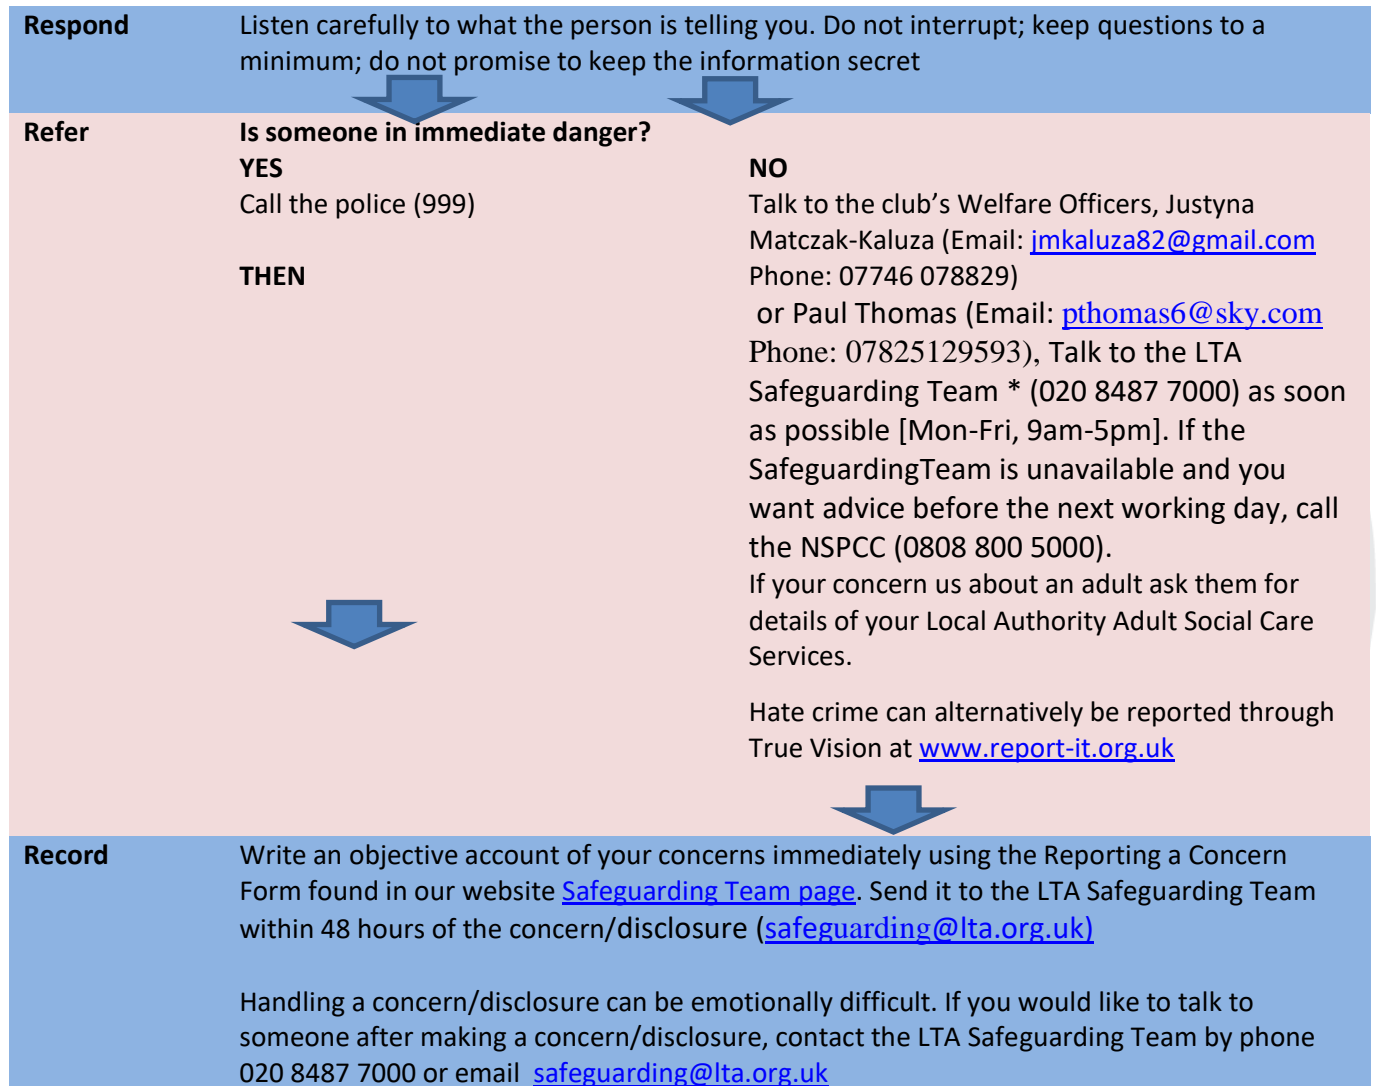 Respond
Listen carefully to what the person is telling you. Do not interrupt; keep questions to a
minimum; do not promise to keep the information secret
Refer
Is someone in immediate danger?
YES
Call the police (999)
THEN
NO
Talk to the club’s Welfare Officers, Justyna
Matczak-Kaluza (Email: jmkaluza82@gmail.com
Phone: 07746 078829)
or Paul Thomas (Email: pthomas6@sky.com
Phone: 07825129593), Talk to the LTA
Safeguarding Team * (020 8487 7000) as soon
as possible [Mon-Fri, 9am-5pm]. If the
SafeguardingTeam is unavailable and you
want advice before the next working day, call
the NSPCC (0808 800 5000).
If your concern us about an adult ask them for
details of your Local Authority Adult Social Care
Services.
Hate crime can alternatively be reported through
True Vision at www.report-it.org.uk
Record
Write an objective account of your concerns immediately using the Reporting a Concern
Form found in our website Safeguarding Team page. Send it to the LTA Safeguarding Team
within 48 hours of the concern/disclosure (safeguarding@lta.org.uk)
Handling a concern/disclosure can be emotionally difficult. If you would like to talk to
someone after making a concern/disclosure, contact the LTA Safeguarding Team by phone
020 8487 7000 or email safeguarding@lta.org.uk